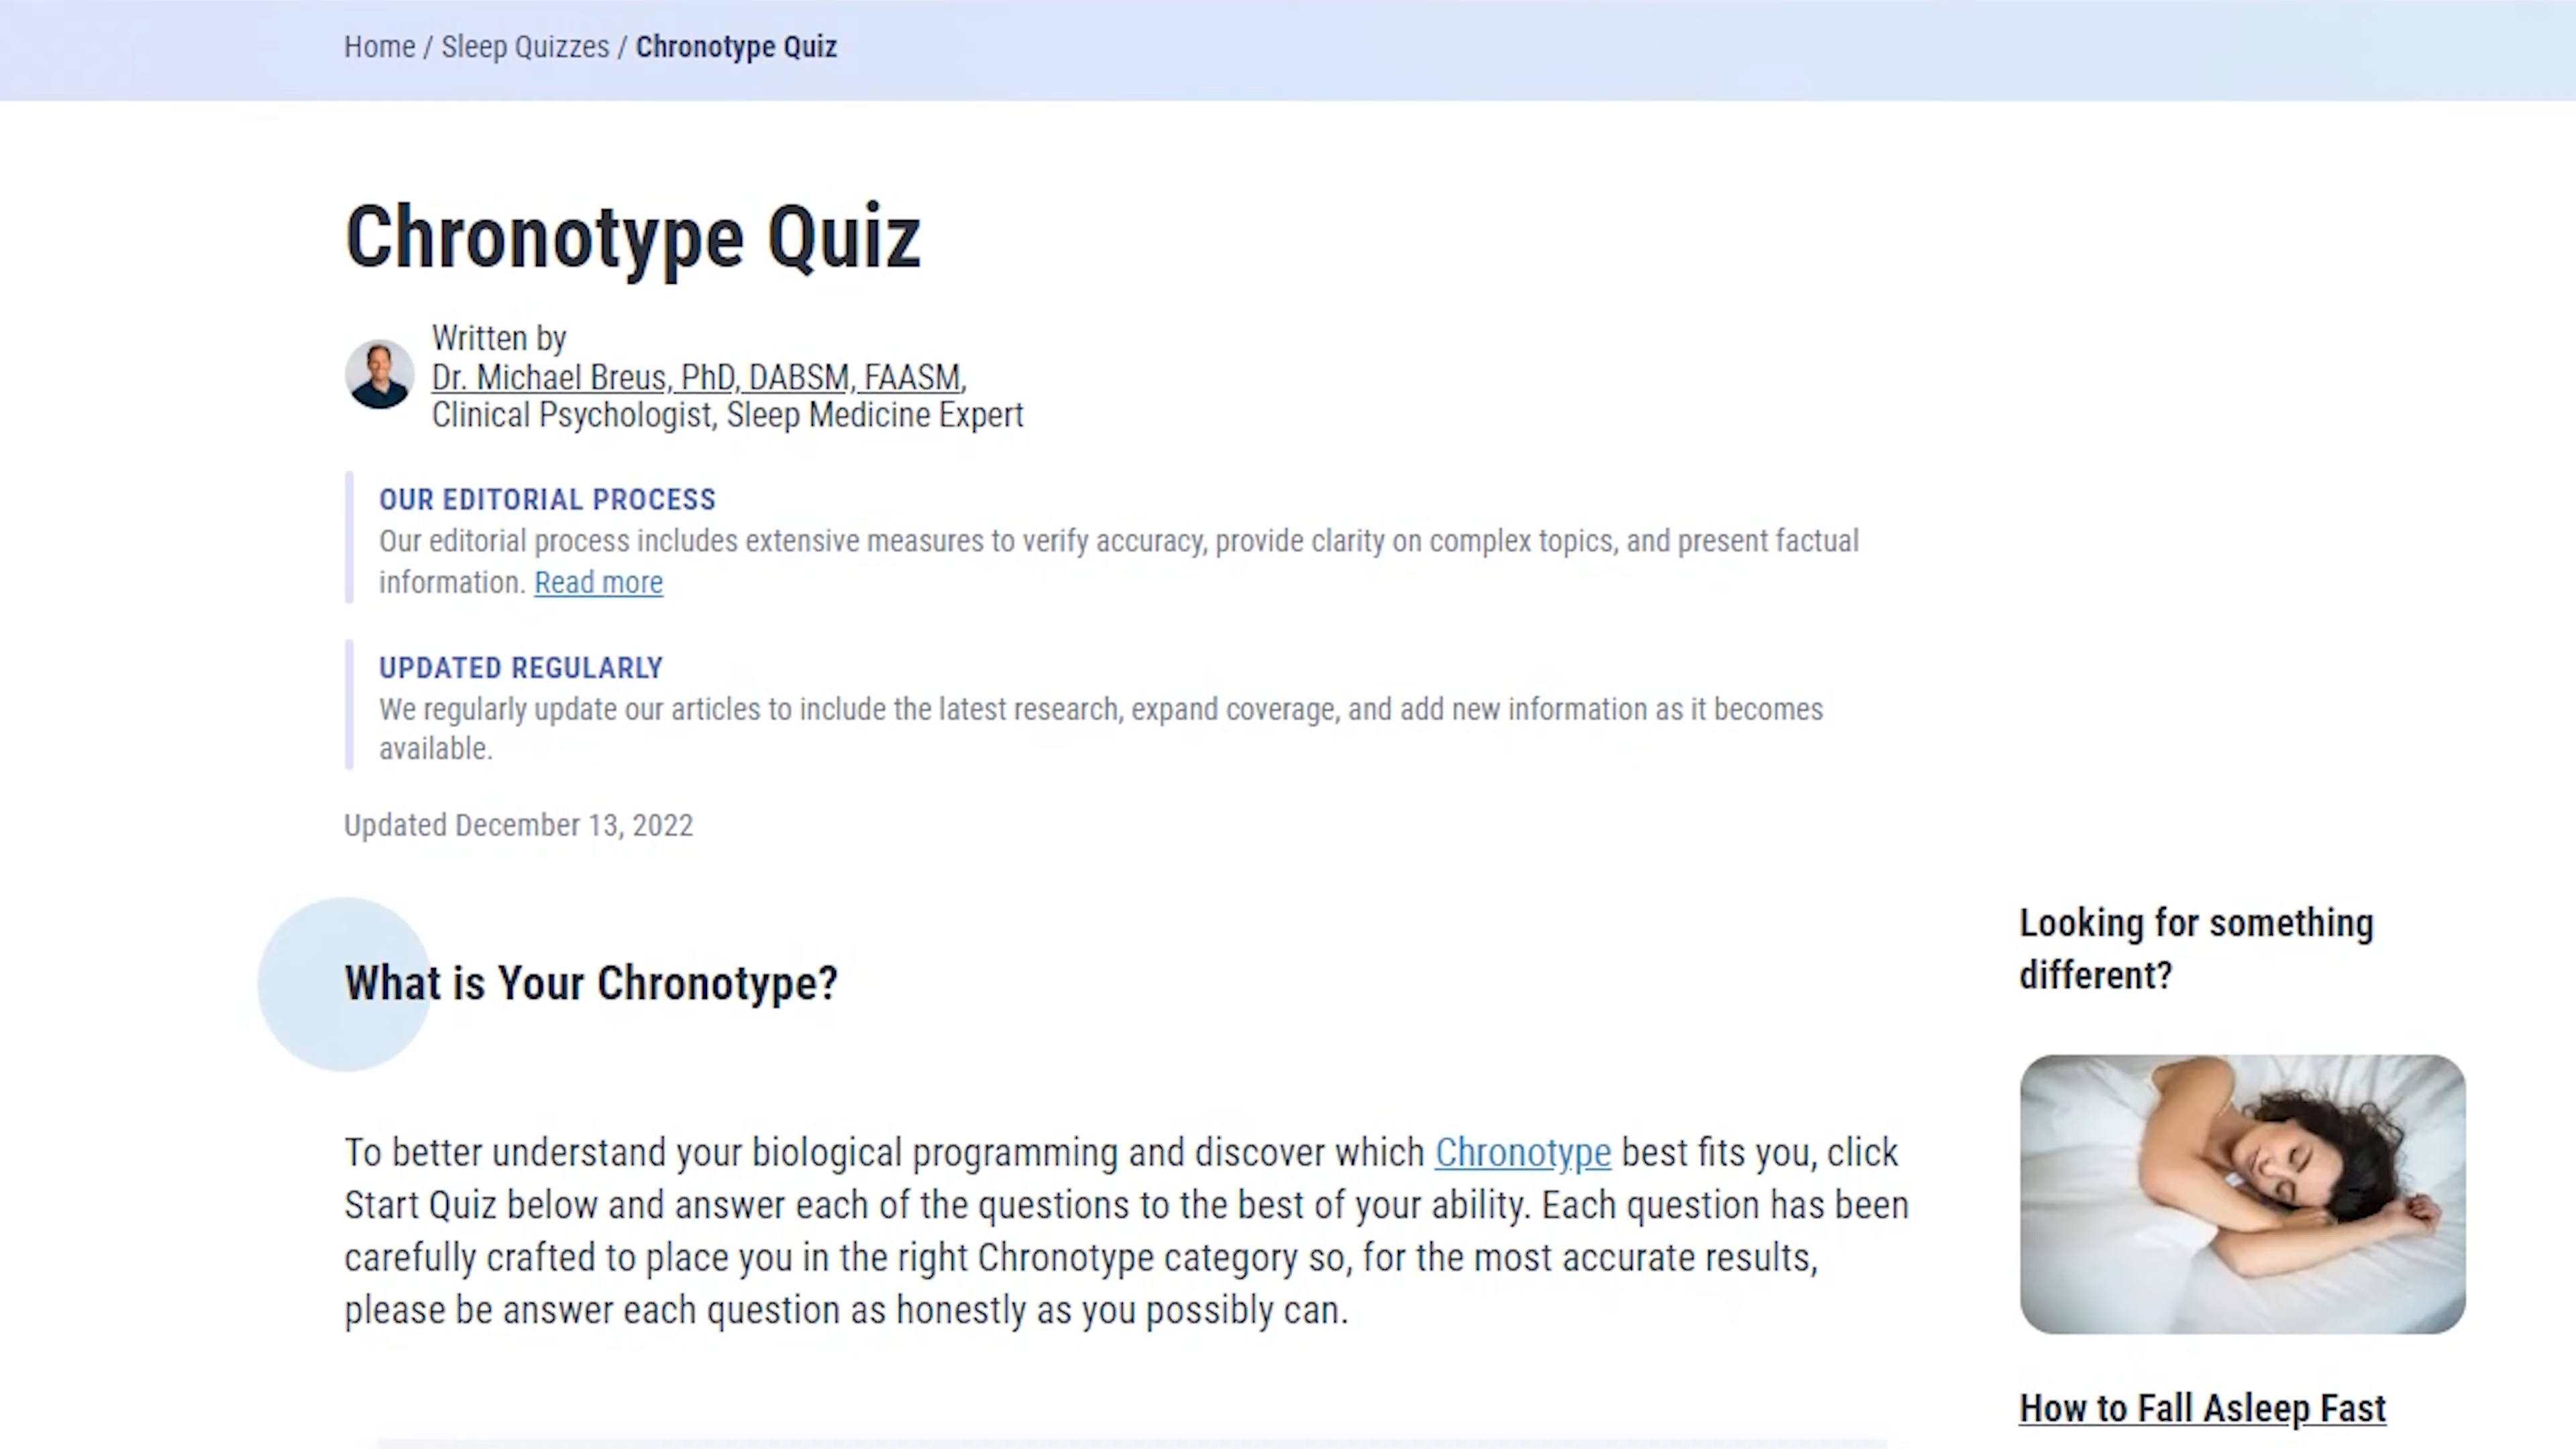 Home / Sleep Quizzes / Chronotype Quiz
Chronotype Quiz
Written by
Dr. Michael Breus, PhD, DABSM, FAASM,
Clinical Psychologist, Sleep Medicine Expert
OUR EDITORIAL PROCESS
Our editorial process includes extensive measures to verify accuracy, provide clarity on complex topics, and present factual
information. Read more
UPDATED REGULARLY
We regularly update our articles to include the latest research, expand coverage, and add new information as it becomes
available.
Updated December 13, 2022
What is Your Chronotype?
To better understand your biological programming and discover which Chronotype best fits you, click
Start Quiz below and answer each of the questions to the best of your ability. Each question has been
carefully crafted to place you in the right Chronotype category so, for the most accurate results,
please be answer each question as honestly as you possibly can.
Looking for something
different?
How to Fall Asleep Fast